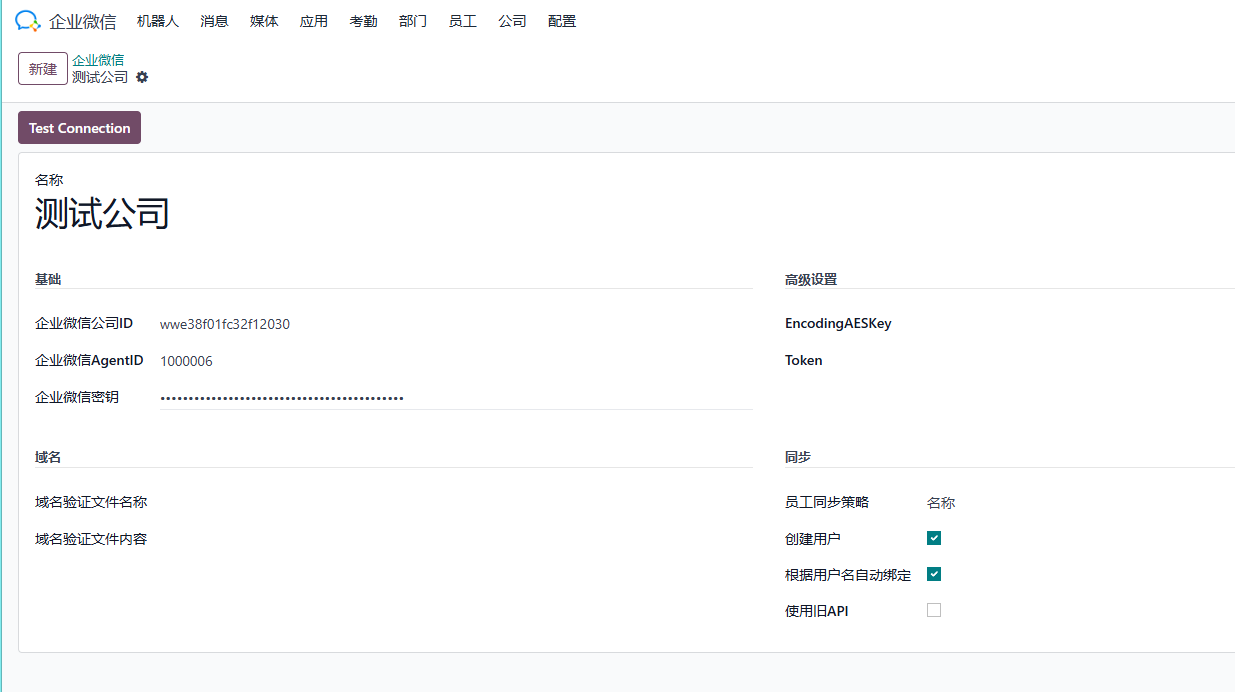 企业微信 机器人 消息 媒体 应用 考勤 部门 员工 公司 配置
新建
企业微信
测试公司
Test Connection
名称
测试公司
基础
企业微信公司ID wwe38f01fc32f12030
企业微信AgentID 1000006
企业微信密钥 •••••••••••••••••••••••••••••••••••••••••••
高级设置
EncodingAESKey
Token
域名
域名验证文件名称
域名验证文件内容
同步
员工同步策略 名称
创建用户
根据用户名自动绑定
使用旧API